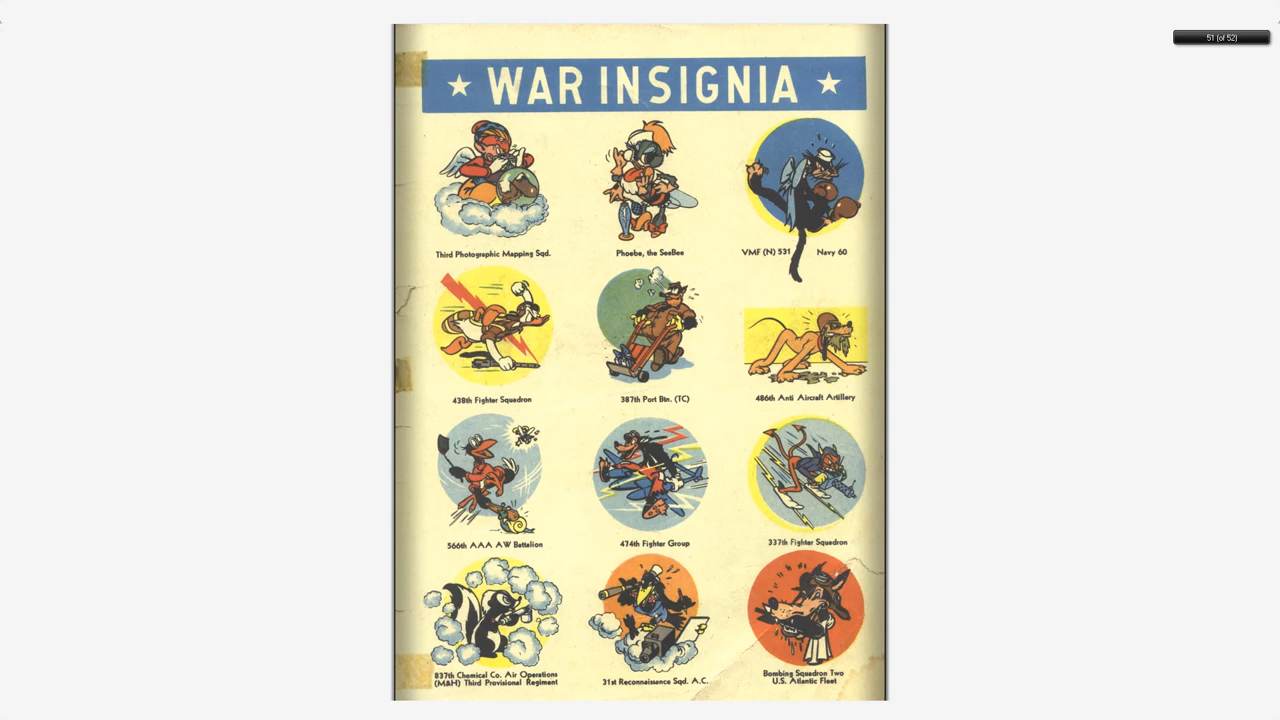 51 (of 52)
★ WAR INSIGNIA ★
Third Photographic Mapping Sqd.
Phoebe, the SeeBee
VMF (N) 531 Navy 60
438th Fighter Squadron
387th Port Btn. (TC)
486th Anti Aircraft Artillery
566th AAA AW Battalion
474th Fighter Group
337th Fighter Squadron
837th Chemical Co. Air Operations
(M&H) Third Provisional Regiment
31st Reconnaissance Sqd. A.C.
Bombing Squadron Two
U.S. Atlantic Fleet